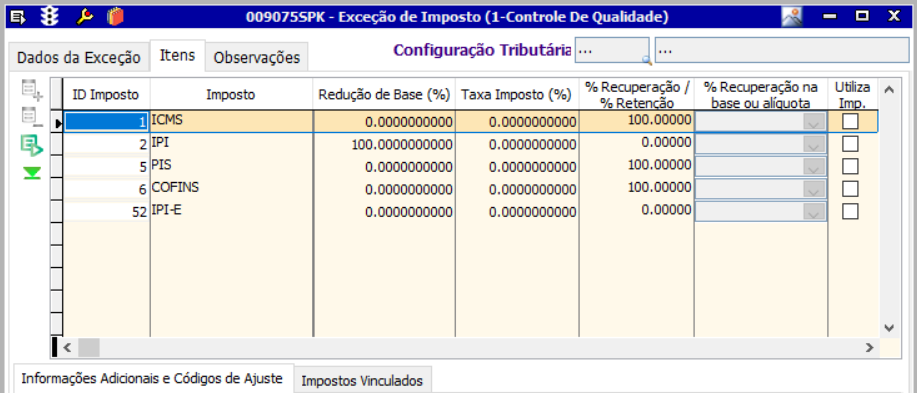 009075SPK - Exceção de Imposto (1-Controle De Qualidade)
Dados da Exceção Itens Observações Configuração Tributária ... ...
ID Imposto Imposto Redução de Base (%) Taxa Imposto (%) % Recuperação / % Retenção % Recuperação na base ou alíquota Utiliza Imp.
1 ICMS 0.0000000000 0.0000000000 100.00000
2 IPI 100.0000000000 0.0000000000 0.00000
5 PIS 0.0000000000 0.0000000000 100.00000
6 COFINS 0.0000000000 0.0000000000 100.00000
52 IPI-E 0.0000000000 0.0000000000 0.00000
Informações Adicionais e Códigos de Ajuste Impostos Vinculados